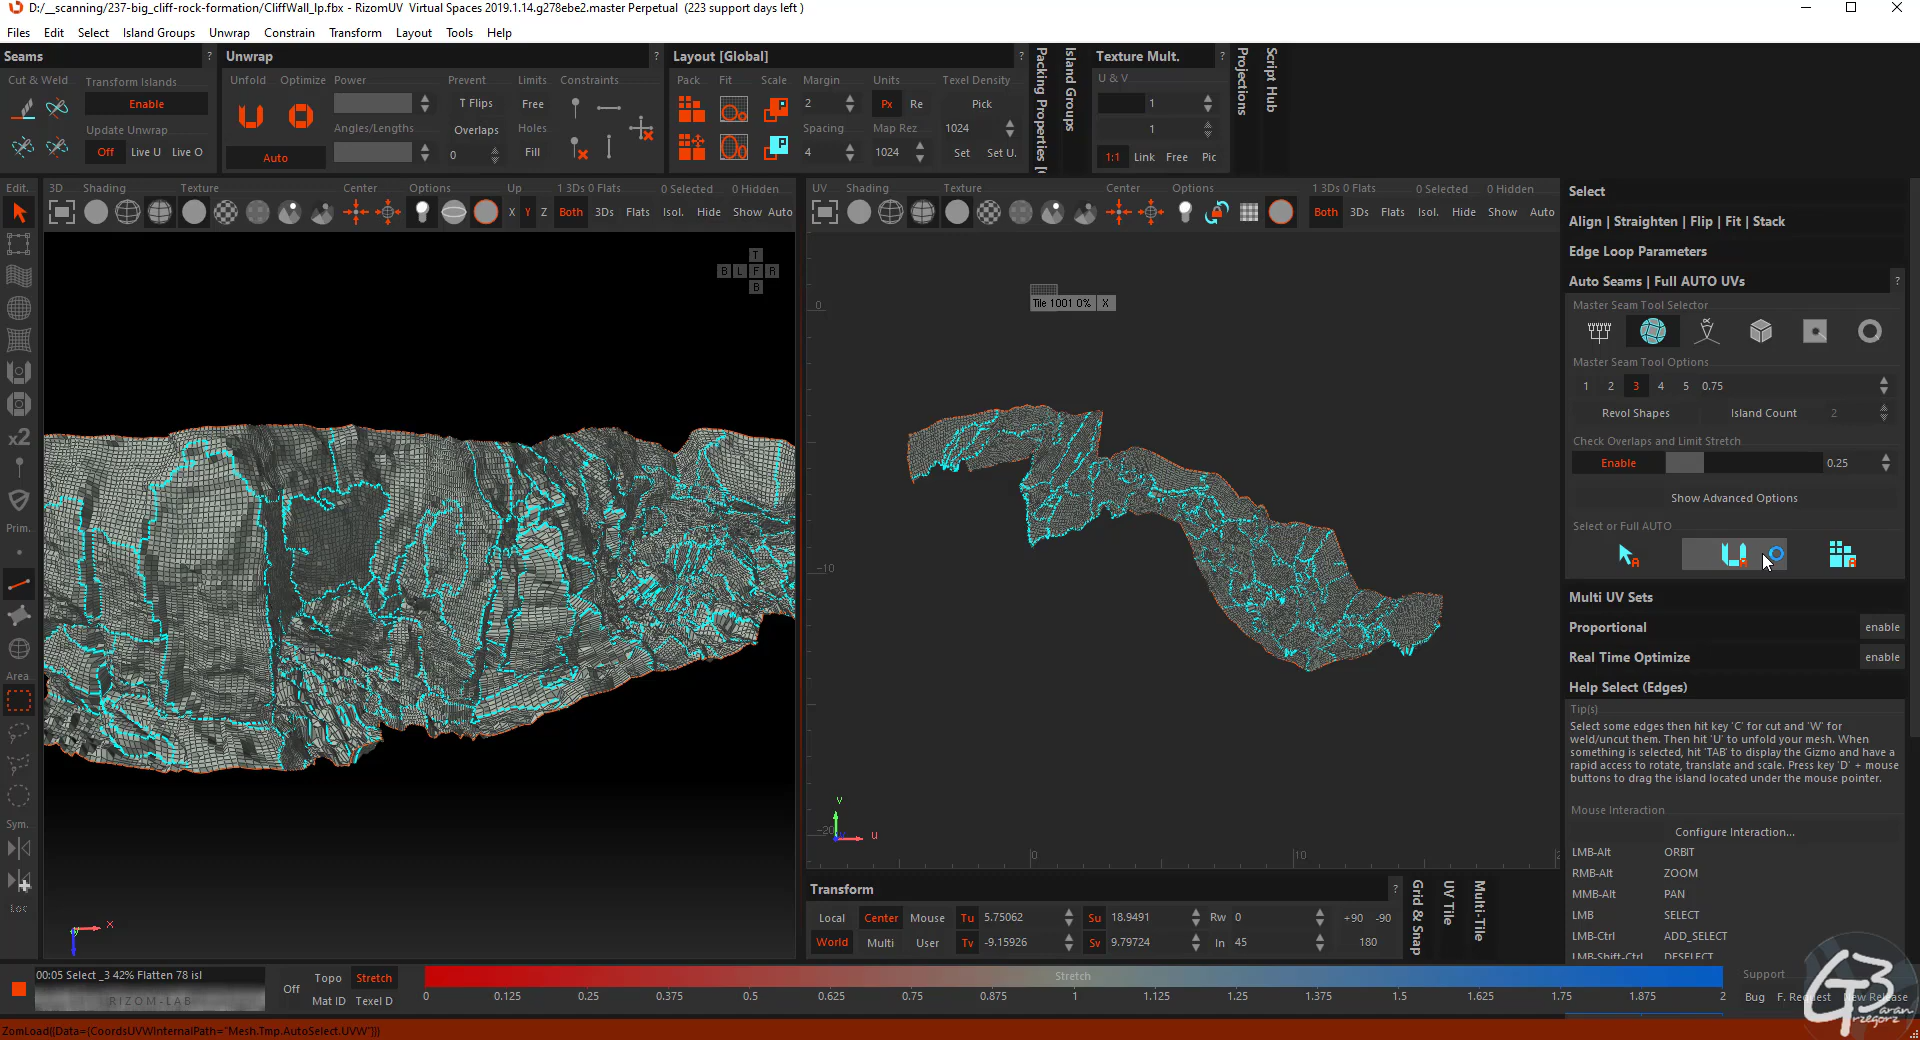 D:/__scanning/237-big_cliff-rock-formation/CliffWall_lp.fbx - RizomUV  Virtual Spaces 2019.1.14.g278ebe2.master Perpetual  (223 support days left )
Files Edit Select Island Groups Unwrap Constrain Transform Layout Tools Help
Seams ? Unwrap ? Layout [Global] ? Texture Mult. ?
Packing Properties [G
Island Groups
Projections
Script Hub
Cut & Weld Transform Islands Unfold Optimize Power Prevent Limits Constraints Pack Fit Scale Margin Units Texel Density U & V
Enable T Flips Free 2 Px Re Pick 1
Update Unwrap Angles/Lengths Overlaps Holes Spacing Map Rez 1024 1
Off Live U Live O Auto 0 Fill 4 1024 Set Set U. 1:1 Link Free Pic
Edit. 3D Shading Texture Center Options Up 1 3Ds 0 Flats 0 Selected 0 Hidden
X Y Z Both 3Ds Flats Isol. Hide Show Auto
UV Shading Texture Center Options 1 3Ds 0 Flats 0 Selected 0 Hidden
Both 3Ds Flats Isol. Hide Show Auto
x2
Prim.
Area
Sym.
Loc
T
B L F R
B
x
Tile 1001 0% X
0
-10
-20
v
u
0 10 2
Select
Align | Straighten | Flip | Fit | Stack
Edge Loop Parameters
Auto Seams | Full AUTO UVs ?
Master Seam Tool Selector
Master Seam Tool Options
1 2 3 4 5 0.75
Revol Shapes Island Count 2
Check Overlaps and Limit Stretch
Enable 0.25
Show Advanced Options
Select or Full AUTO
Multi UV Sets
Proportional enable
Real Time Optimize enable
Help Select (Edges)
Tip(s)
Select some edges then hit key 'C' for cut and 'W' for
weld/uncut them. Then hit 'U' to unfold your mesh. When
something is selected, hit 'TAB' to display the Gizmo and have a
rapid access to rotate, translate and scale. Press key 'D' + mouse
buttons to drag the island located under the mouse pointer.
Mouse Interaction
Configure Interaction...
LMB-Alt ORBIT
RMB-Alt ZOOM
MMB-Alt PAN
LMB SELECT
LMB-Ctrl ADD_SELECT
LMB-Shift-Ctrl DESELECT
Transform ?
Local Center Mouse Tu 5.75062 Su 18.9491 Rw 0 +90 -90
World Multi User Tv -9.15926 Sv 9.79724 In 45 180
Grid & Snap
UV Tile
Multi-Tile
00:05 Select _3 42% Flatten 78 isl
RIZOM-LAB
Off Topo Stretch
Mat ID Texel D
Stretch
0 0.125 0.25 0.375 0.5 0.625 0.75 0.875 1 1.125 1.25 1.375 1.5 1.625 1.75 1.875 2
Support
Bug F. Request New Release
Baran
Grzegorz
ZomLoad({Data={CoordsUVWInternalPath="Mesh.Tmp.AutoSelect.UVW"}})